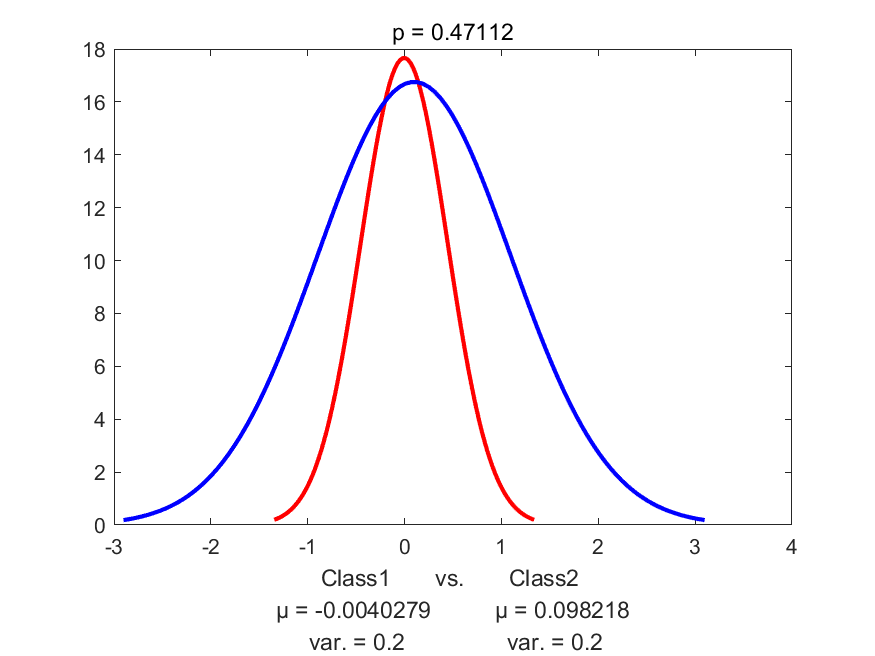 p = 0.47112
18
16
14
12
10
8
6
4
2
0
-3 -2 -1 0 1 2 3 4
Class1 vs. Class2
µ = -0.0040279 µ = 0.098218
var. = 0.2 var. = 0.2